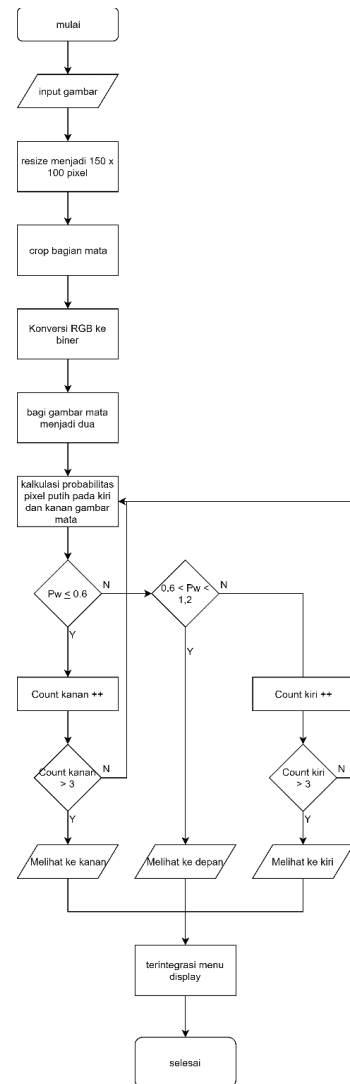 mulai
input gambar
resize menjadi 150 x
100 pixel
crop bagian mata
Konversi RGB ke
biner
bagi gambar mata
menjadi dua
kalkulasi probabilitas
pixel putih pada kiri
dan kanan gambar
mata
Pw ≤ 0.6
N
0,6 < Pw <
1,2
N
Y
Y
Count kanan ++
Count kiri ++
Count kanan
> 3
N
Count kiri
> 3
N
Y
Y
Melihat ke kanan
Melihat ke depan
Melihat ke kiri
terintegrasi menu
display
selesai